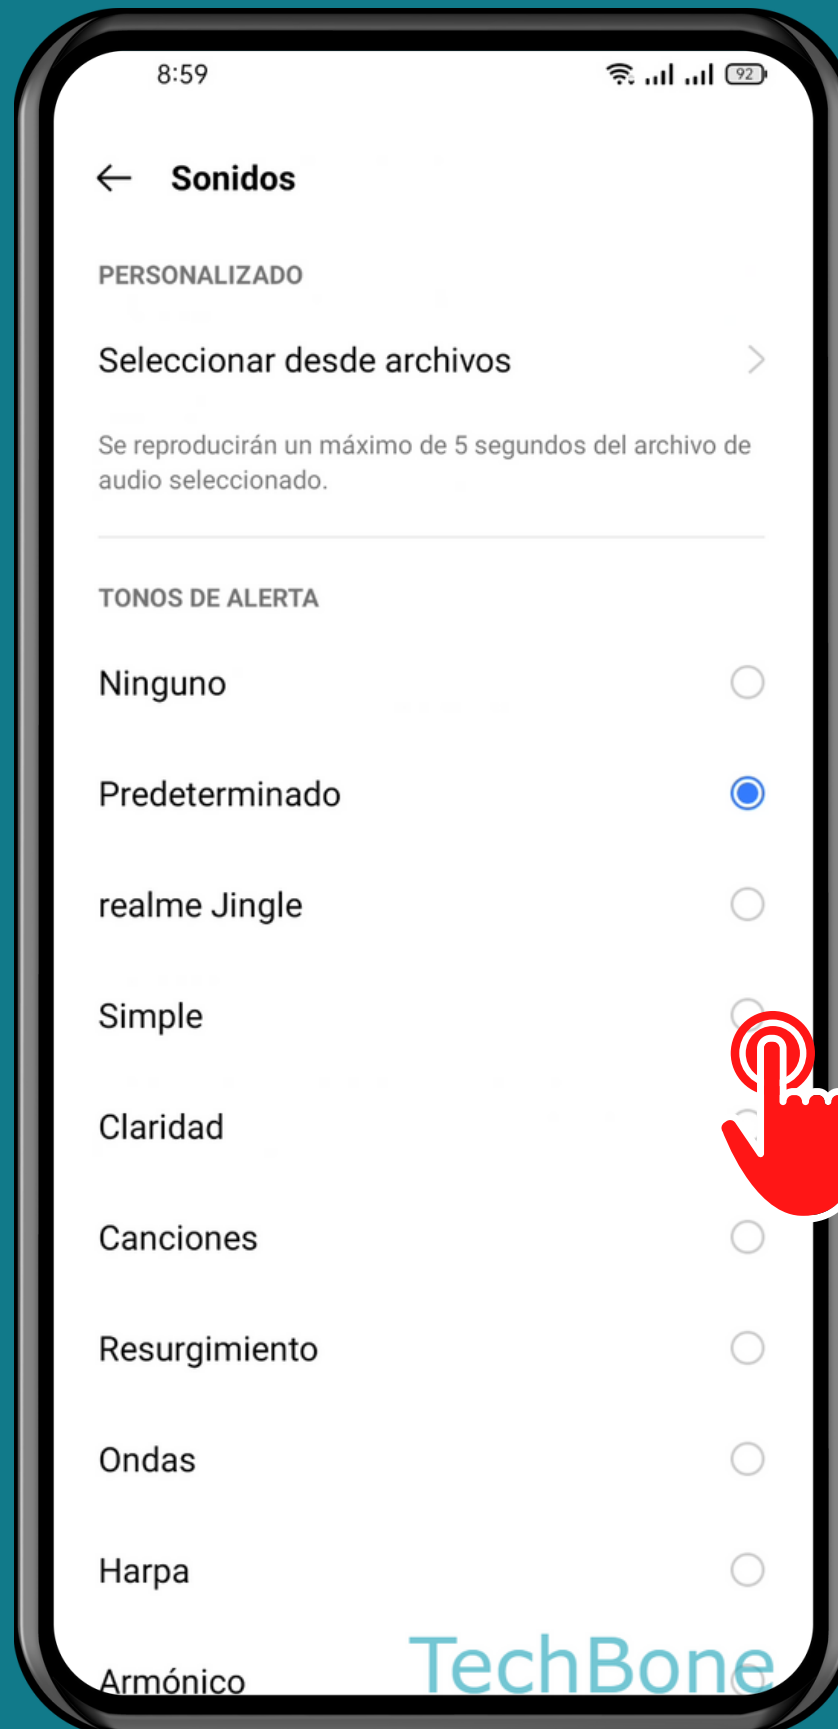 8:59
92
Sonidos
PERSONALIZADO
Seleccionar desde archivos
Se reproducirán un máximo de 5 segundos del archivo de
audio seleccionado.
TONOS DE ALERTA
Ninguno
Predeterminado
realme Jingle
Simple
Claridad
Canciones
Resurgimiento
Ondas
Harpa
Armónico
TechBone